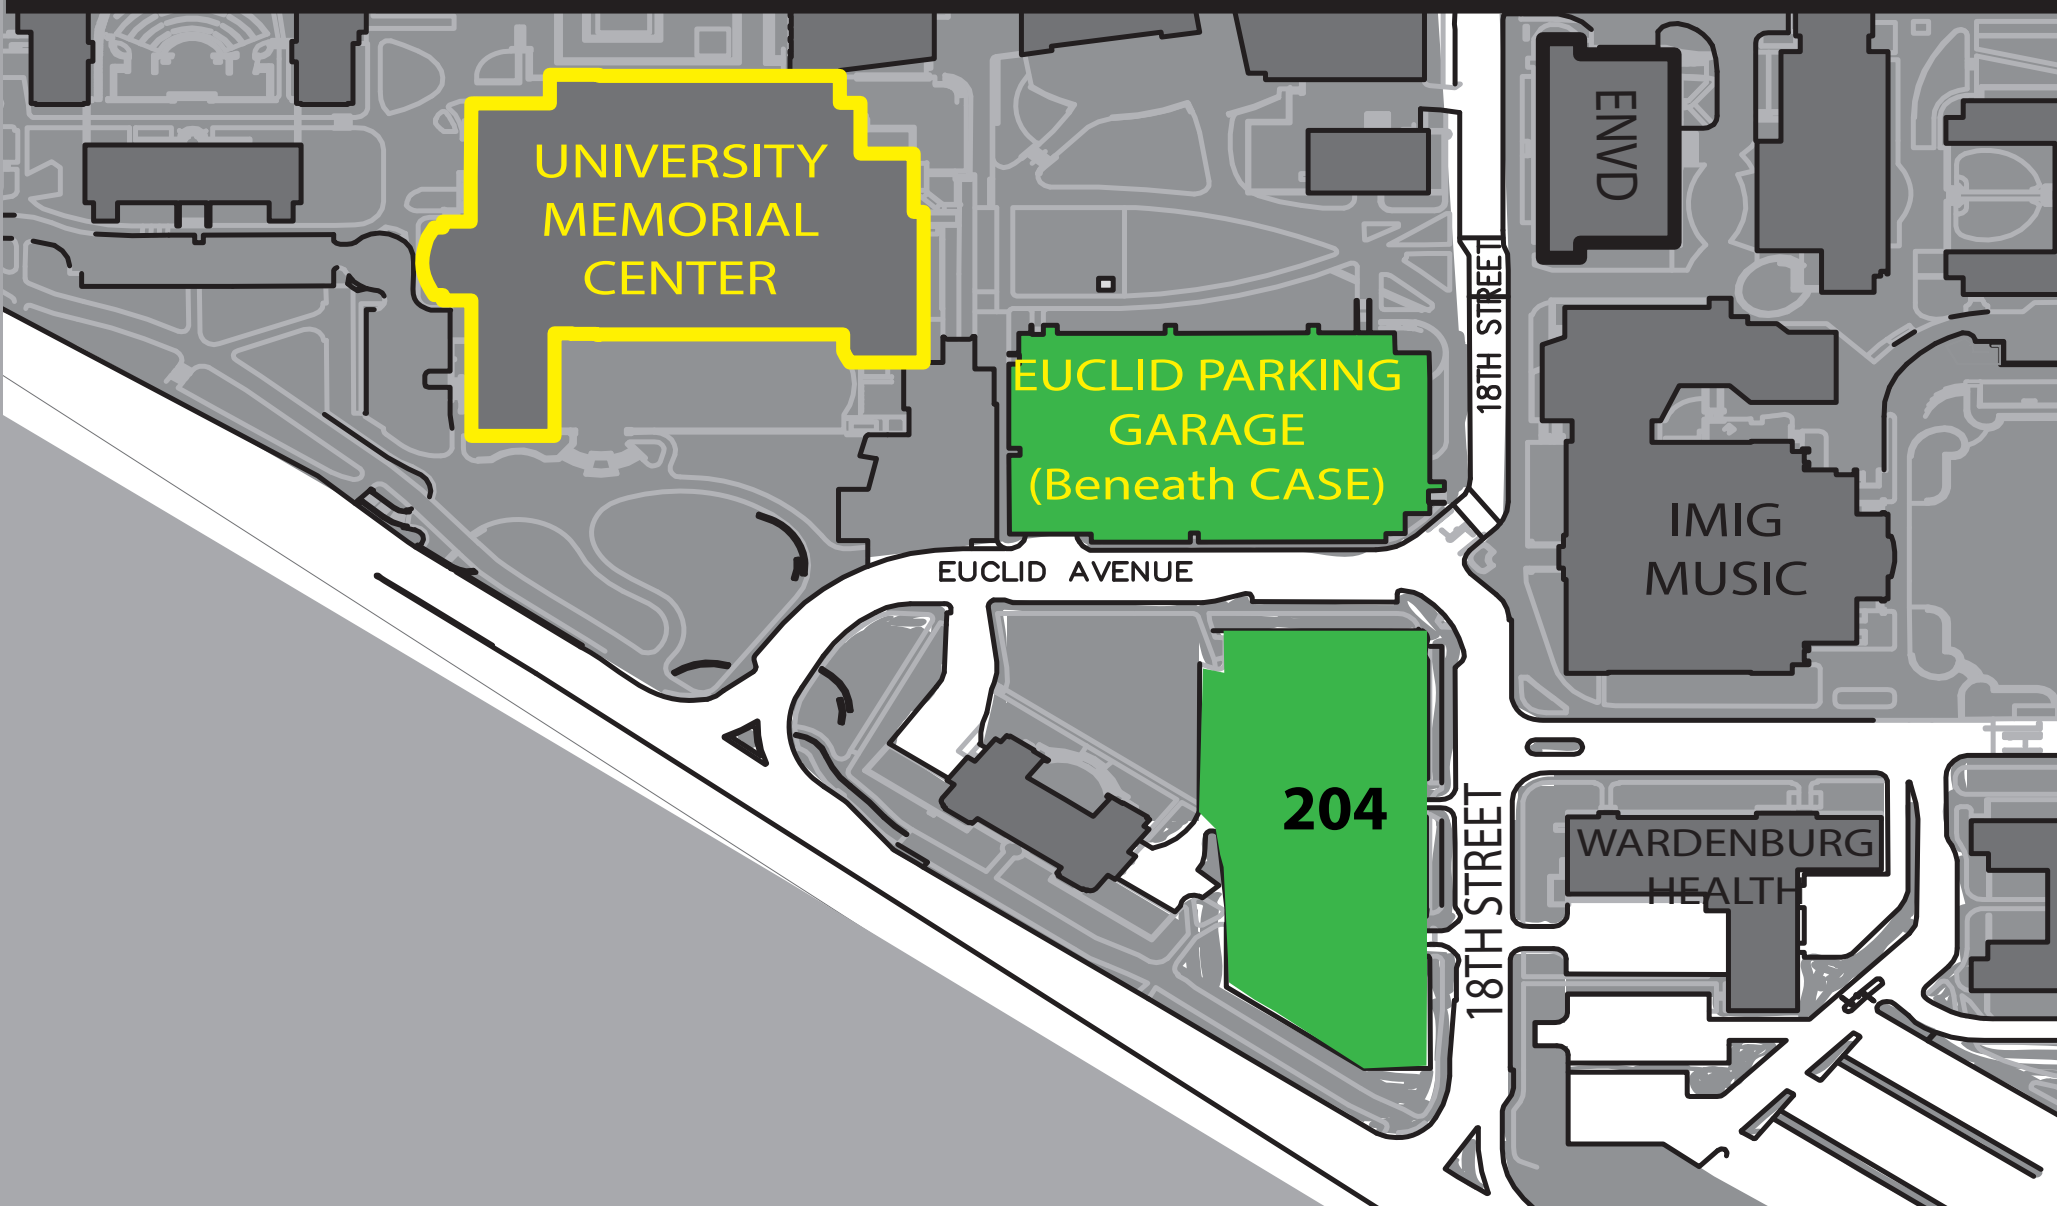 UNIVERSITY
MEMORIAL
CENTER
ENVD
18TH STREET
EUCLID PARKING
GARAGE
(Beneath CASE)
IMIG
MUSIC
EUCLID AVENUE
204
18TH STREET
WARDENBURG
HEALTH